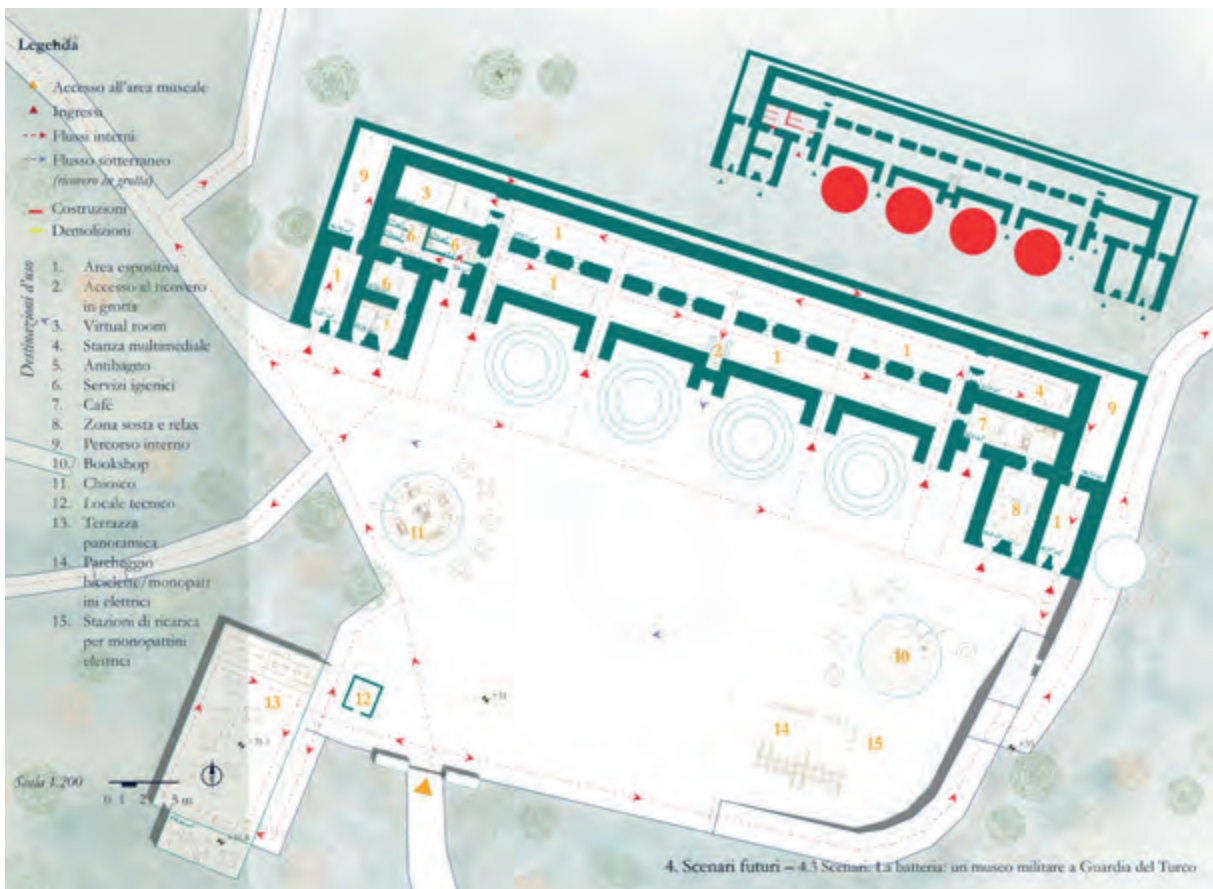 Legenda
Accesso all'area museale
Ingressi
Flussi interni
Flusso sotterraneo
(ricovero in grotta)
Costruzioni
Demolizioni
Destinazioni d'uso
1. Area espositiva
2. Accesso al ricovero
in grotta
3. Virtual room
4. Stanza multimediale
5. Antibagno
6. Servizi igienici
7. Café
8. Zona sosta e relax
9. Percorso interno
10. Bookshop
11. Chiosco
12. Locale tecnico
13. Terrazza
panoramica
14. Parcheggio
biciclette/monopatt
ini elettrici
15. Stazioni di ricarica
per monopattini
elettrici
Scala 1:200
0 1 2 5 m
9
3
6
6
1
1
1
6
2
1
1
4
9
7
8
1
11
10
12
13
14
15
4. Scenari futuri – 4.3 Scenari: La batteria: un museo militare a Guardia del Turco